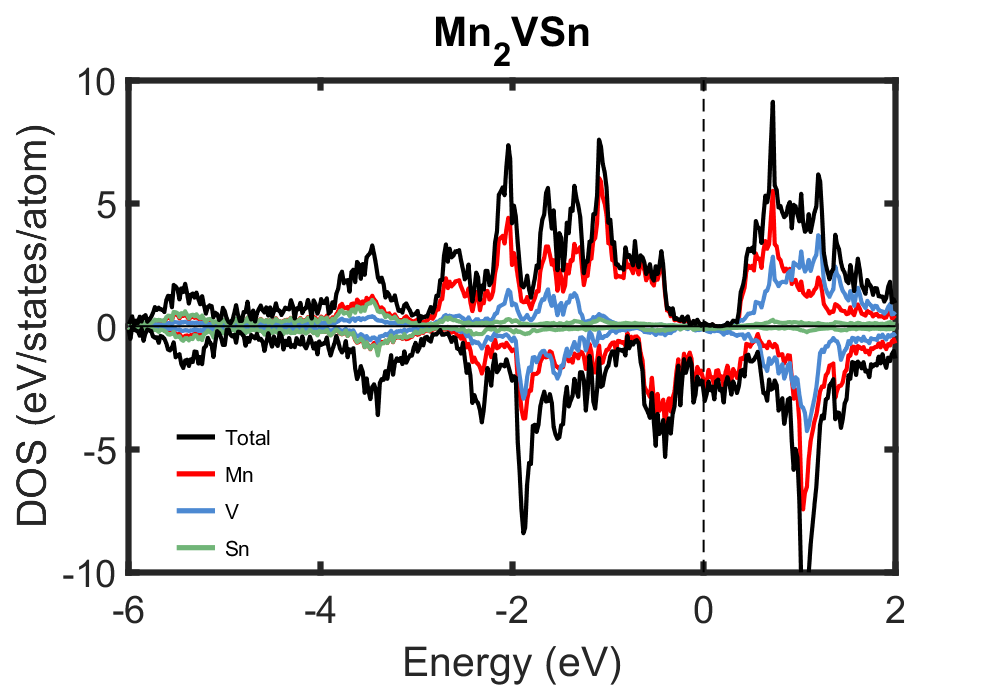 Mn2VSn
10
5
0
-5
-10
DOS (eV/states/atom)
Total
Mn
V
Sn
-6 -4 -2 0 2
Energy (eV)